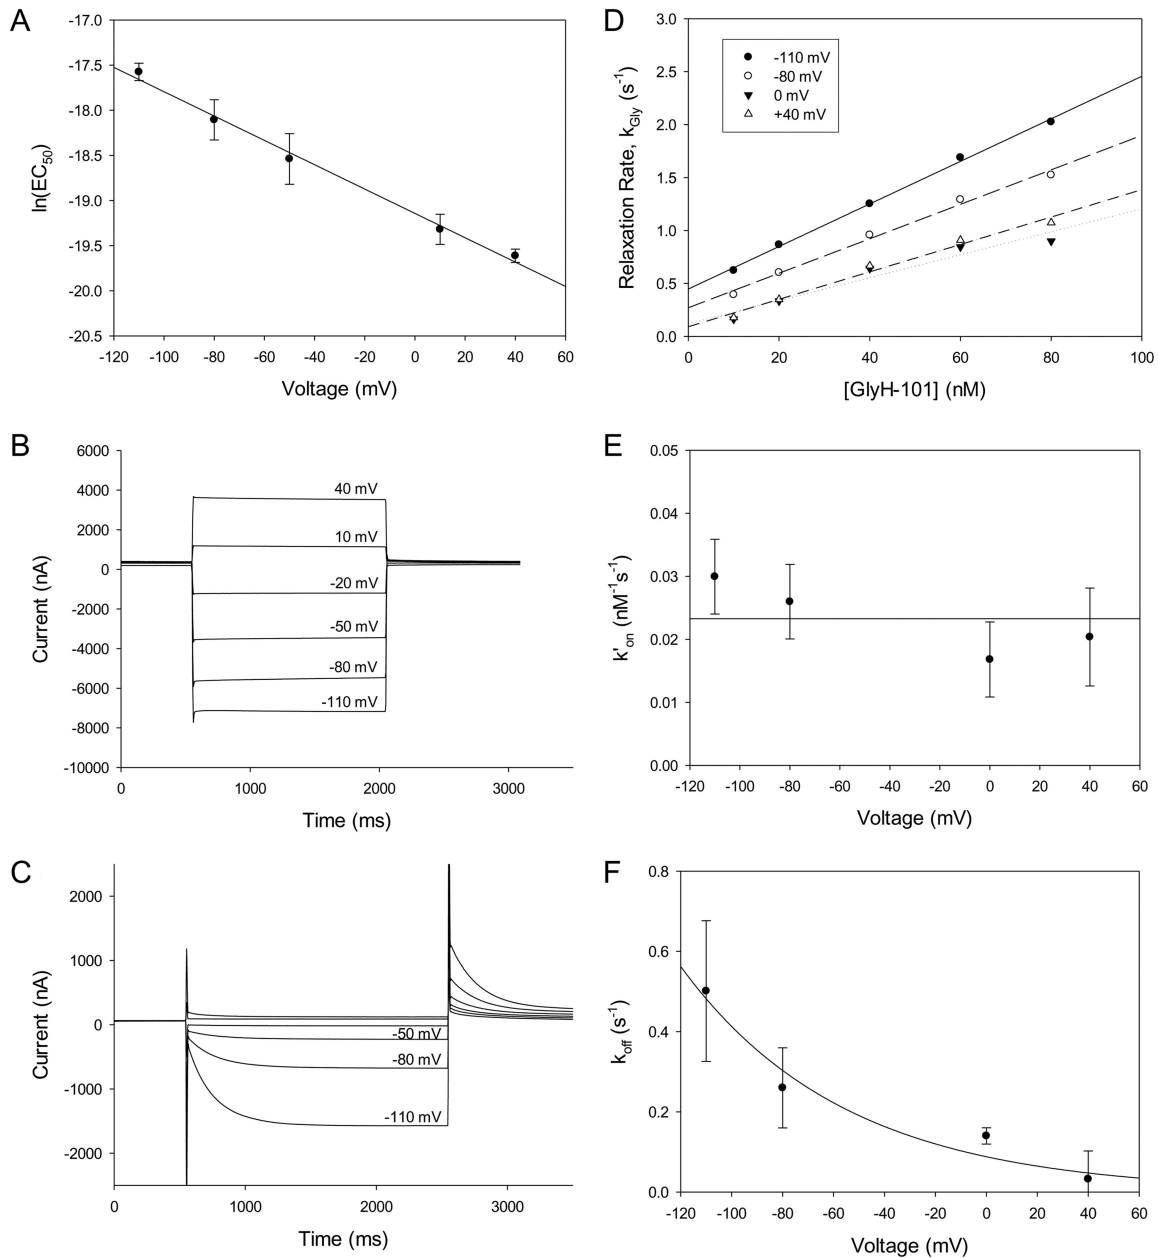 A
-17.0
-17.5
-18.0
-18.5
-19.0
-19.5
-20.0
-20.5
ln(EC50)
-120 -100 -80 -60 -40 -20 0 20 40 60
Voltage (mV)
D
3.0
2.5
2.0
1.5
1.0
0.5
0.0
Relaxation Rate, kGly (s-1)
-110 mV
-80 mV
0 mV
+40 mV
0 20 40 60 80 100
[GlyH-101] (nM)
B
6000
4000
2000
0
-2000
-4000
-6000
-8000
-10000
Current (nA)
40 mV
10 mV
-20 mV
-50 mV
-80 mV
-110 mV
0 1000 2000 3000
Time (ms)
E
0.05
0.04
0.03
0.02
0.01
0.00
k'on (nM-1s-1)
-120 -100 -80 -60 -40 -20 0 20 40 60
Voltage (mV)
C
2000
1000
0
-1000
-2000
Current (nA)
-50 mV
-80 mV
-110 mV
0 1000 2000 3000
Time (ms)
F
0.8
0.6
0.4
0.2
0.0
koff (s-1)
-120 -100 -80 -60 -40 -20 0 20 40 60
Voltage (mV)